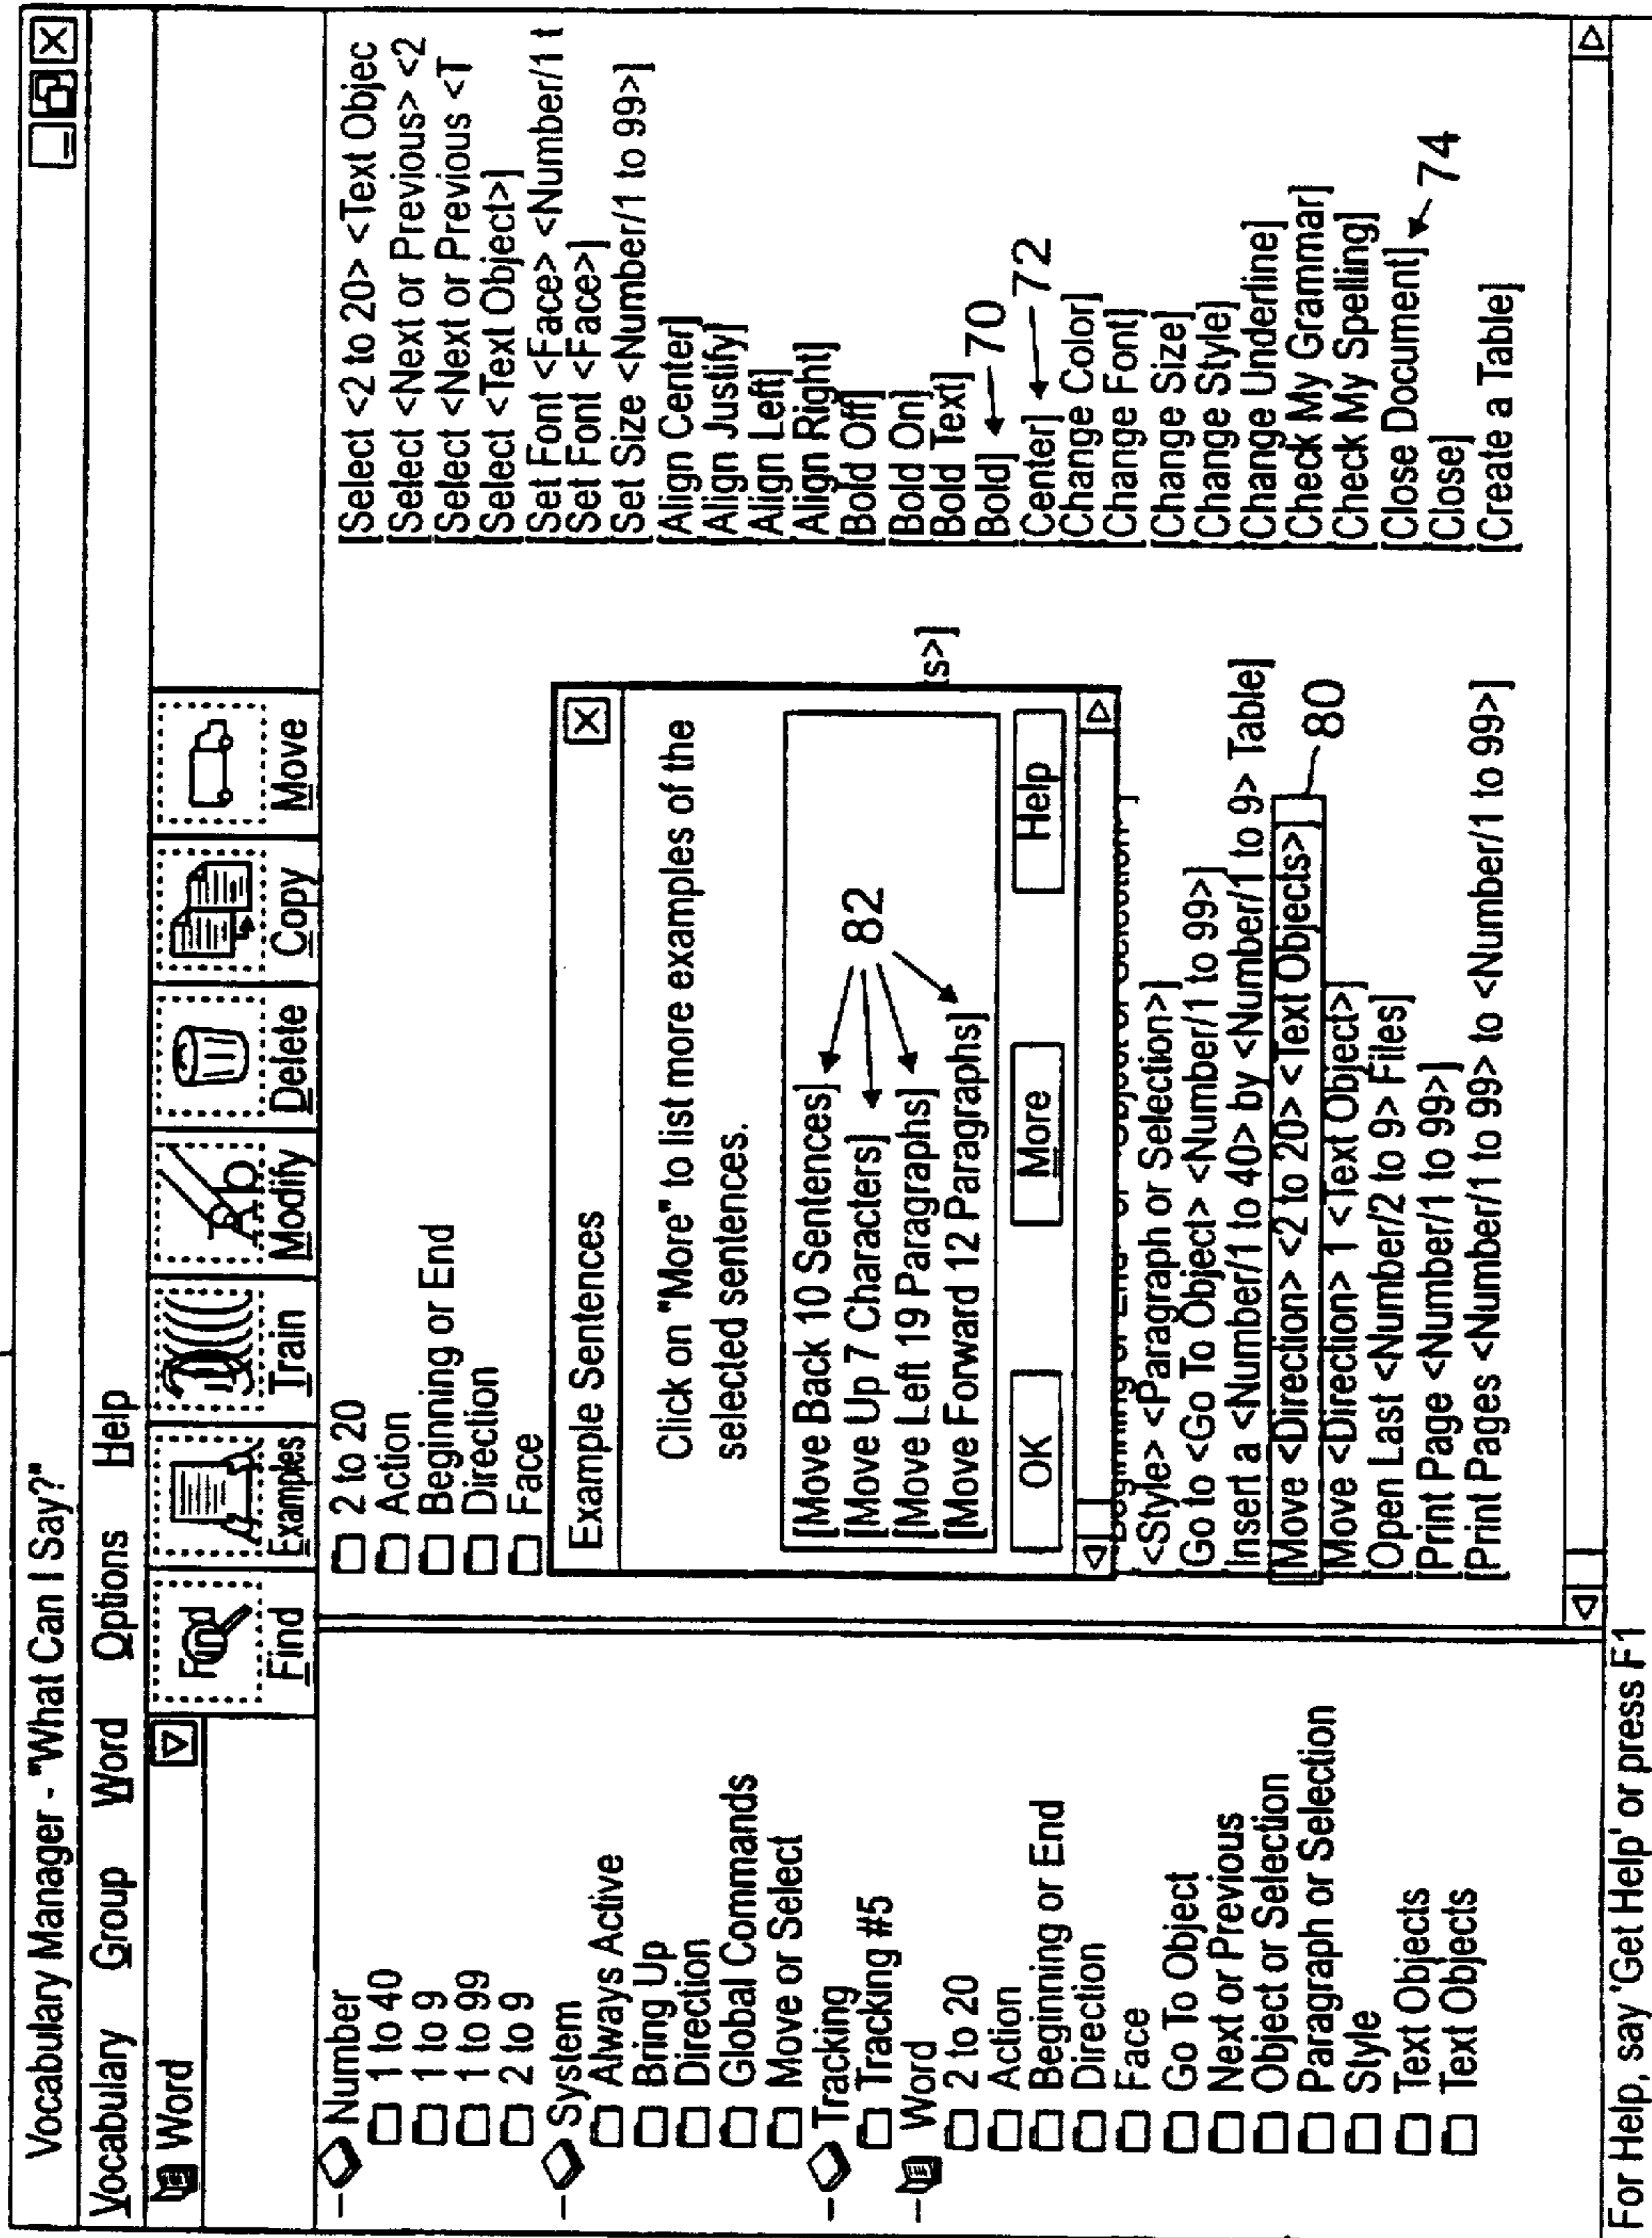 Vocabulary Manager - "What Can I Say?"
Vocabulary Group Word Options Help
Word
Find
Find Examples Train Modify Delete Copy Move
Number
1 to 40
1 to 9
1 to 99
2 to 9
System
Always Active
Bring Up
Direction
Global Commands
Move or Select
Tracking
Tracking #5
Word
2 to 20
Action
Beginning or End
Direction
Face
Go To Object
Next or Previous
Object or Selection
Paragraph or Selection
Style
Text Objects
Text Objects
2 to 20
Action
Beginning or End
Direction
Face
Example Sentences
Click on "More" to list more examples of the
selected sentences.
[Move Back 10 Sentences]
[Move Up 7 Characters]
[Move Left 19 Paragraphs]
[Move Forward 12 Paragraphs]
82
OK More Help
s>]
<Style> <Paragraph or Selection>]
[Go to <Go To Object> <Number/1 to 99>]
[Insert a <Number/1 to 40> by <Number/1 to 9> Table]
[Move <Direction> <2 to 20> <Text Objects>]
80
[Move <Direction> 1 <Text Object>]
[Open Last <Number/2 to 9> Files]
[Print Page <Number/1 to 99>]
[Print Pages <Number/1 to 99> to <Number/1 to 99>]
[Select <2 to 20> <Text Objec
[Select <Next or Previous> <2
[Select <Next or Previous <T
[Select <Text Object>]
[Set Font <Face> <Number/1 t
[Set Font <Face>]
[Set Size <Number/1 to 99>]
[Align Center]
[Align Justify]
[Align Left]
[Align Right]
[Bold Off]
[Bold On]
[Bold Text]
[Bold] 70
[Center] 72
[Change Color]
[Change Font]
[Change Size]
[Change Style]
[Change Underline]
[Check My Grammar]
[Check My Spelling]
[Close Document] 74
[Close]
[Create a Table]
For Help, say 'Get Help' or press F1